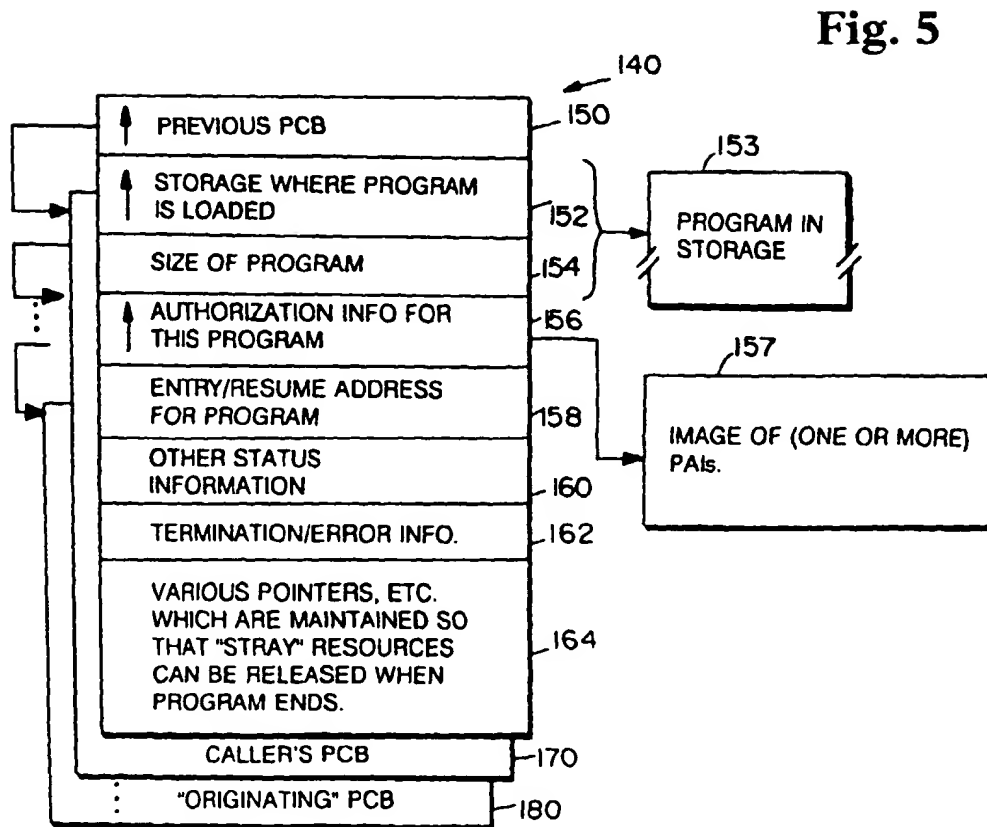 Fig. 5
140
PREVIOUS PCB
150
STORAGE WHERE PROGRAM
IS LOADED
152
153
PROGRAM IN
STORAGE
SIZE OF PROGRAM
154
AUTHORIZATION INFO FOR
THIS PROGRAM
156
157
IMAGE OF (ONE OR MORE)
PAIs.
ENTRY/RESUME ADDRESS
FOR PROGRAM
158
OTHER STATUS
INFORMATION
160
TERMINATION/ERROR INFO.
162
VARIOUS POINTERS, ETC.
WHICH ARE MAINTAINED SO
THAT "STRAY" RESOURCES
CAN BE RELEASED WHEN
PROGRAM ENDS.
164
CALLER'S PCB
170
"ORIGINATING" PCB
180